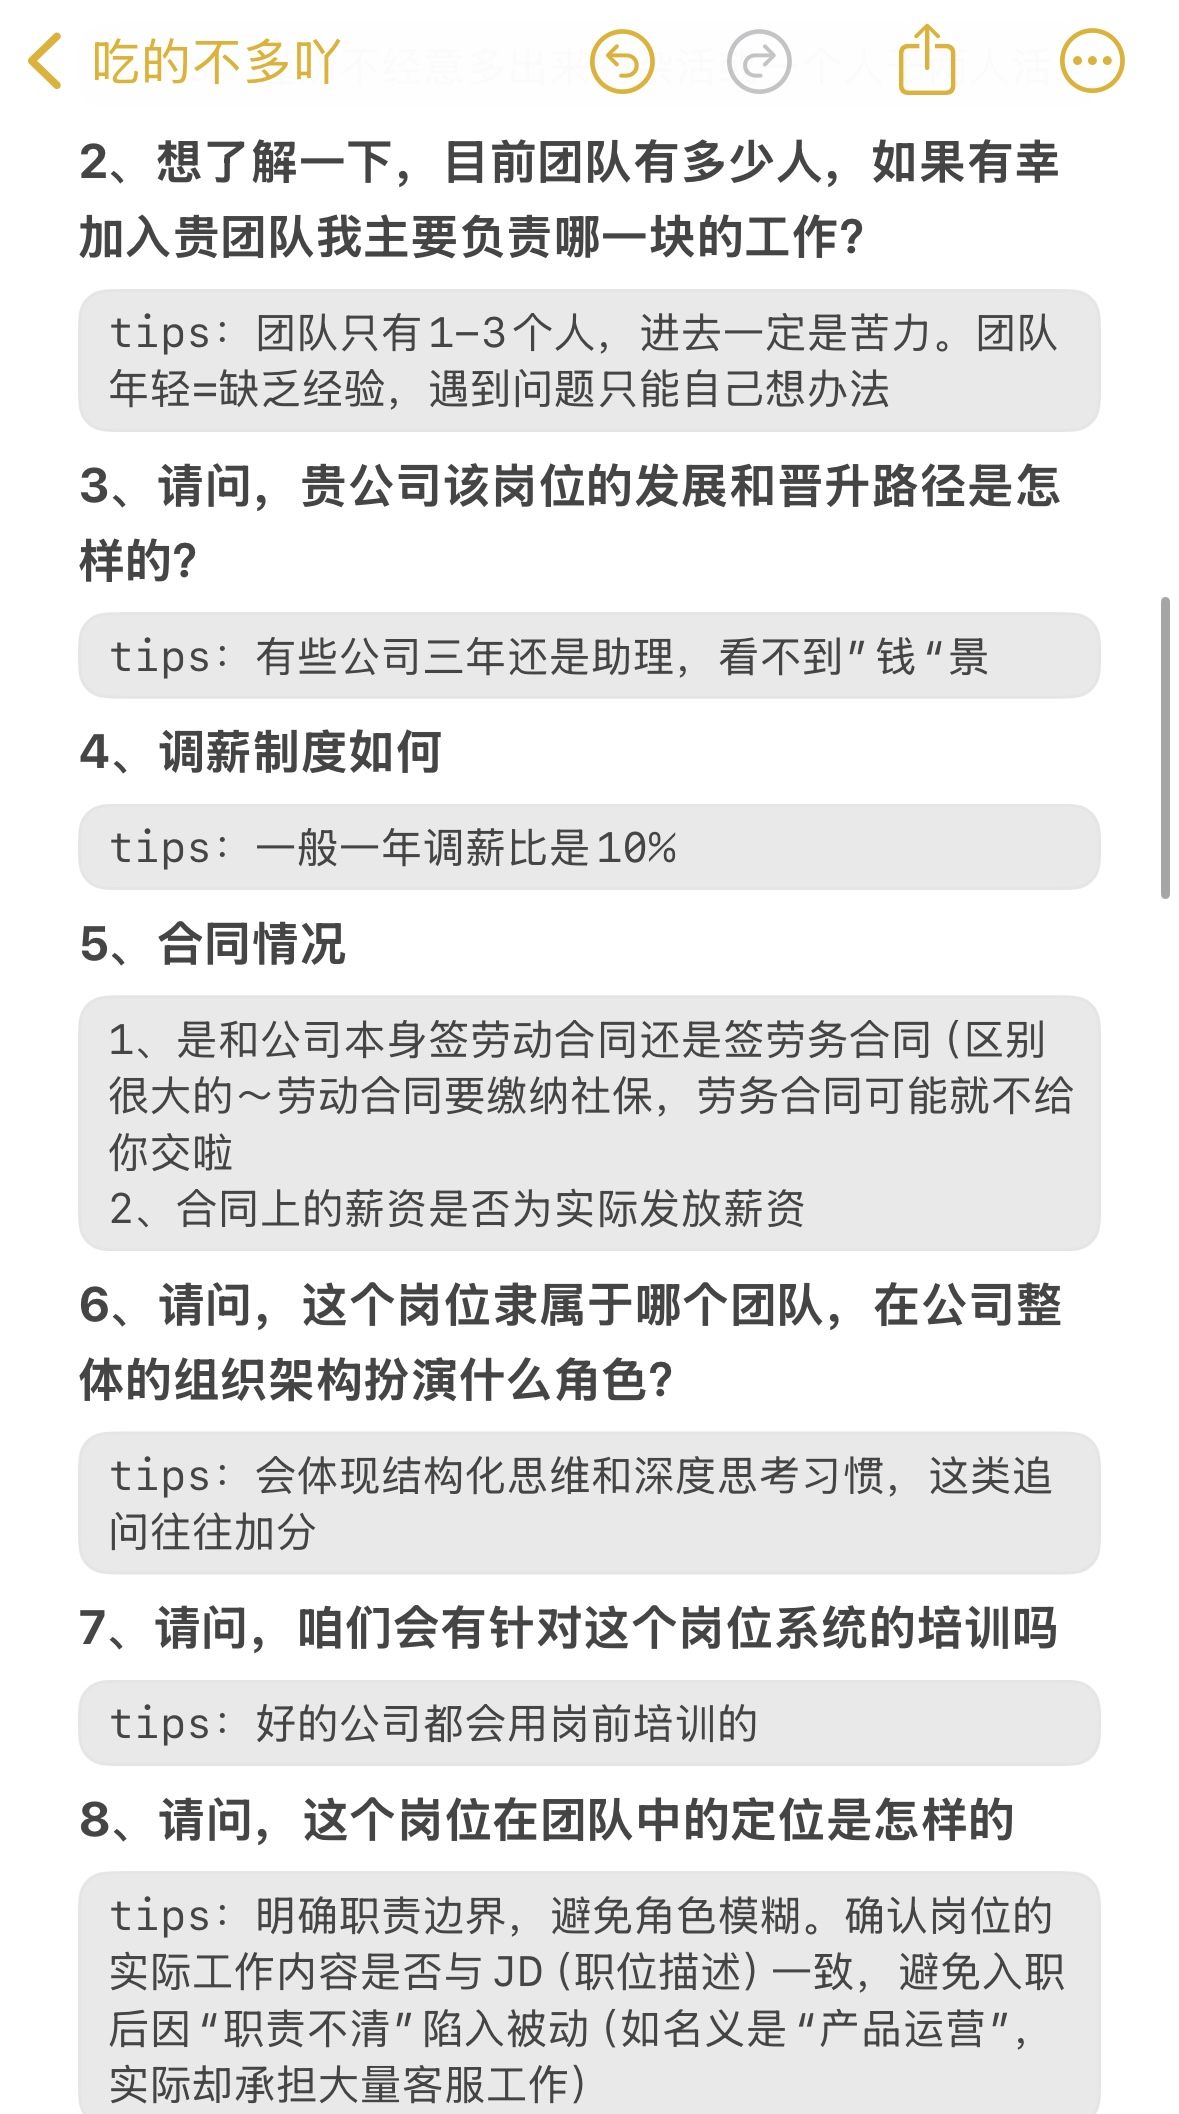 吃的不多吖
2、想了解一下，目前团队有多少人，如果有幸
加入贵团队我主要负责哪一块的工作?
tips：团队只有1-3个人，进去一定是苦力。团队
年轻=缺乏经验，遇到问题只能自己想办法
3、请问，贵公司该岗位的发展和晋升路径是怎
样的?
tips：有些公司三年还是助理，看不到”钱“景
4、调薪制度如何
tips：一般一年调薪比是10%
5、合同情况
1、是和公司本身签劳动合同还是签劳务合同（区别
很大的～劳动合同要缴纳社保，劳务合同可能就不给
你交啦
2、合同上的薪资是否为实际发放薪资
6、请问，这个岗位隶属于哪个团队，在公司整
体的组织架构扮演什么角色?
tips：会体现结构化思维和深度思考习惯，这类追
问往往加分
7、请问，咱们会有针对这个岗位系统的培训吗
tips：好的公司都会用岗前培训的
8、请问，这个岗位在团队中的定位是怎样的
tips：明确职责边界，避免角色模糊。确认岗位的
实际工作内容是否与JD（职位描述）一致，避免入职
后因“职责不清”陷入被动（如名义是“产品运营”，
实际却承担大量客服工作）